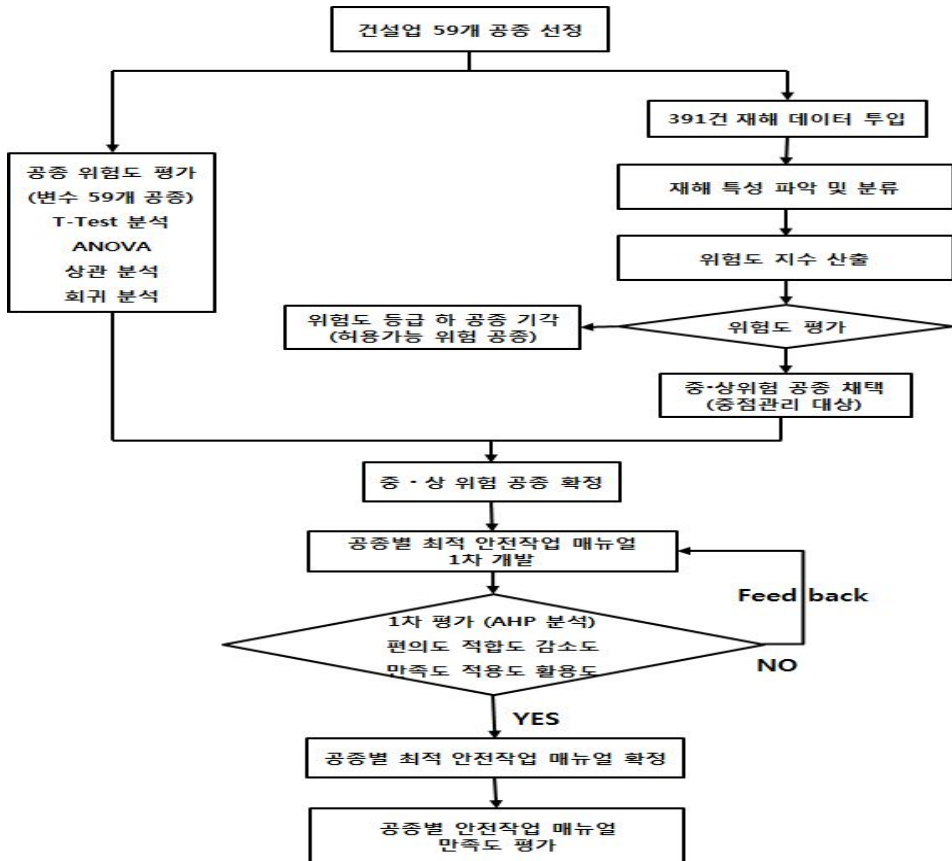 건설업 59개 공종 선정
391건 재해 데이터 투입
공종 위험도 평가
(변수 59개 공종)
T-Test 분석
ANOVA
상관 분석
회귀 분석
재해 특성 파악 및 분류
위험도 지수 산출
위험도 등급 하 공종 기각
(허용가능 위험 공종)
위험도 평가
중·상위험 공종 채택
(중점관리 대상)
중 · 상 위험 공종 확정
공종별 최적 안전작업 매뉴얼
1차 개발
Feed back
1차 평가 (AHP 분석)
편의도 적합도 감소도
만족도 적용도 활용도
NO
YES
공종별 최적 안전작업 매뉴얼 확정
공종별 안전작업 매뉴얼
만족도 평가